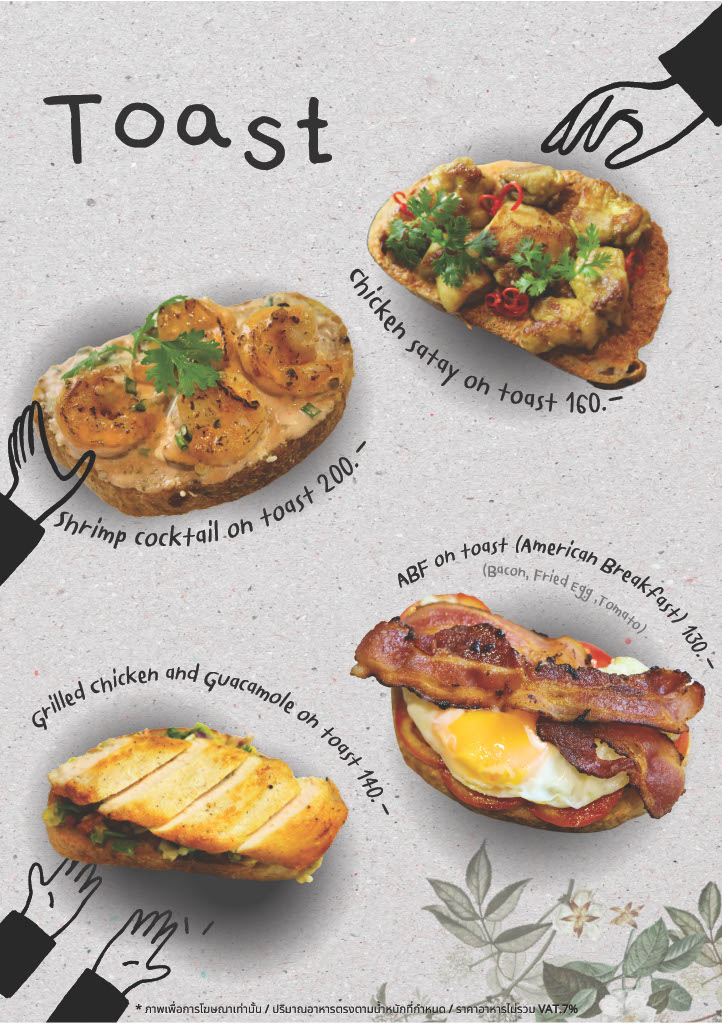 Toast
Chicken satay on toast 160.-
Shrimp cocktail on toast 200.-
ABF on toast (American Breakfast) 130.-
(Bacon, Fried Egg ,Tomato)
Grilled Chicken and Guacamole on toast 140.-
* ภาพเพื่อการโฆษณาเท่านั้น / ปริมาณอาหารตรงตามน้ำหนักที่กำหนด / ราคาอาหารไม่รวม VAT.7%